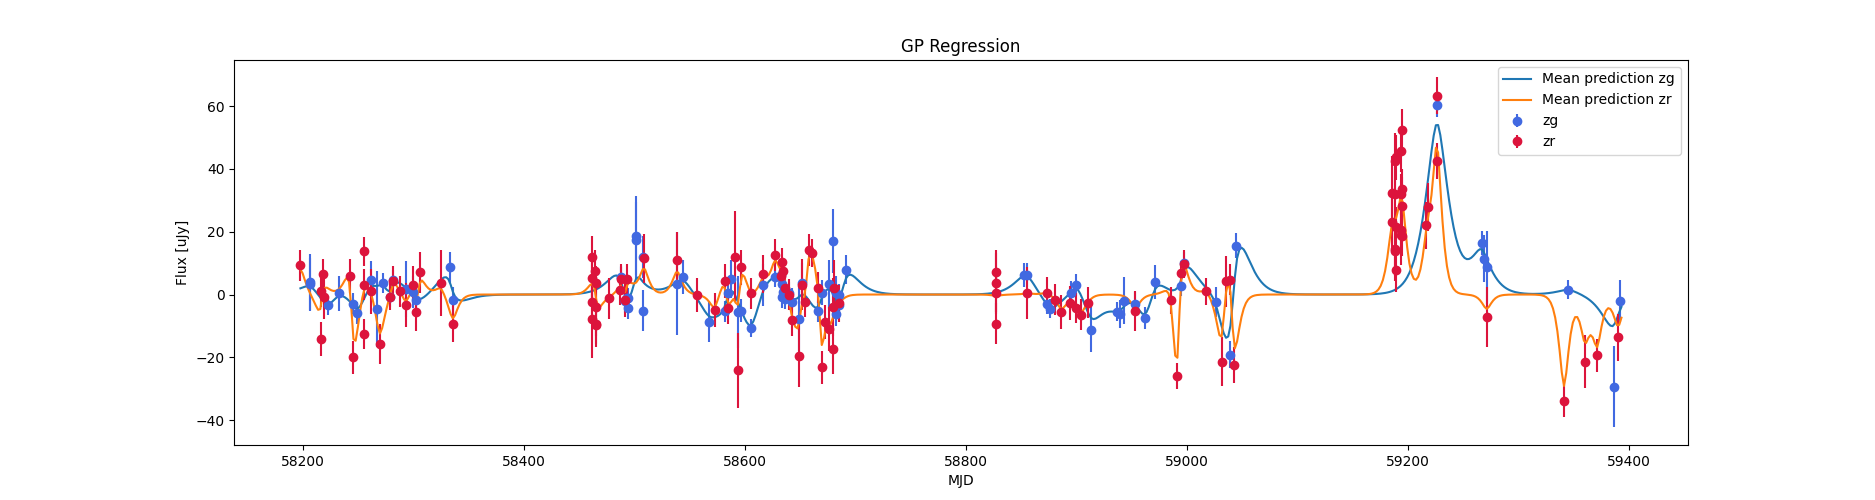 GP Regression
Flux [uJy]
60
40
20
0
−20
−40
58200
58400
58600
58800
59000
59200
59400
MJD
Mean prediction zg
Mean prediction zr
zg
zr